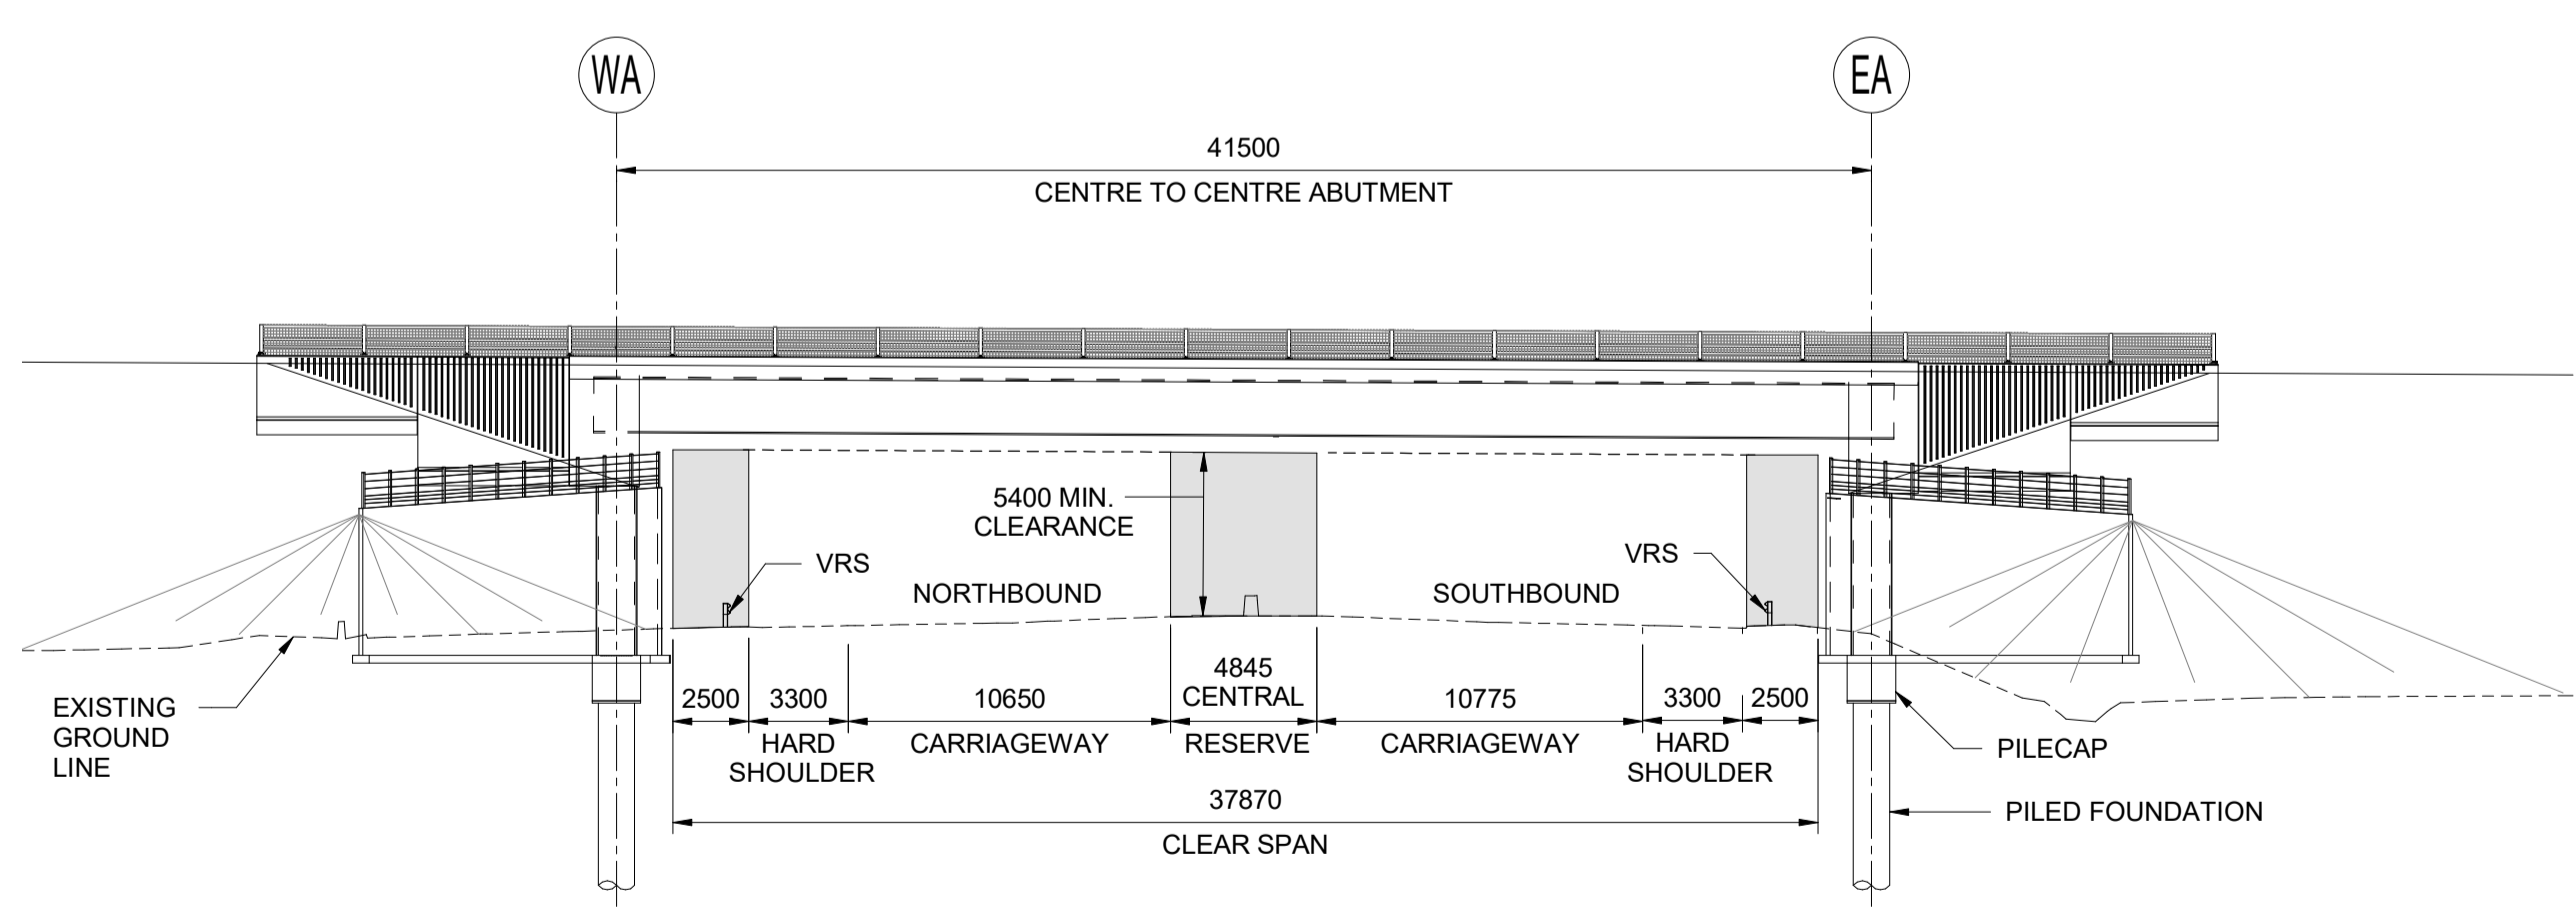 WA
EA
41500
CENTRE TO CENTRE ABUTMENT
5400 MIN.
CLEARANCE
VRS
VRS
NORTHBOUND
SOUTHBOUND
EXISTING
GROUND
LINE
2500
3300
HARD
SHOULDER
10650
CARRIAGEWAY
4845
CENTRAL
RESERVE
10775
CARRIAGEWAY
3300
HARD
SHOULDER
2500
PILECAP
37870
CLEAR SPAN
PILED FOUNDATION